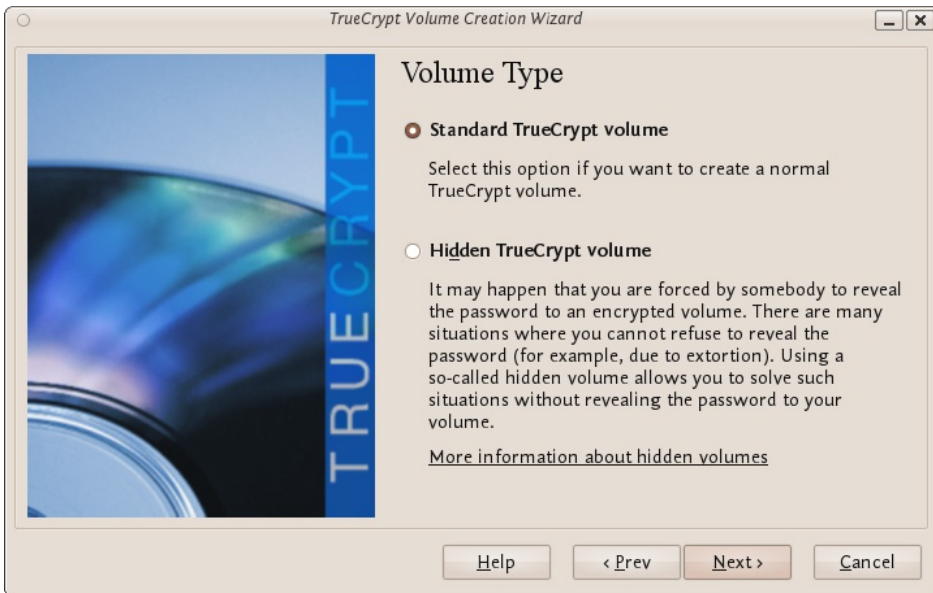 TrueCrypt Volume Creation Wizard
TRUECRYPT
Volume Type
Standard TrueCrypt volume
Select this option if you want to create a normal
TrueCrypt volume.
Hidden TrueCrypt volume
It may happen that you are forced by somebody to reveal
the password to an encrypted volume. There are many
situations where you cannot refuse to reveal the
password (for example, due to extortion). Using a
so-called hidden volume allows you to solve such
situations without revealing the password to your
volume.
More information about hidden volumes
Help
< Prev
Next >
Cancel